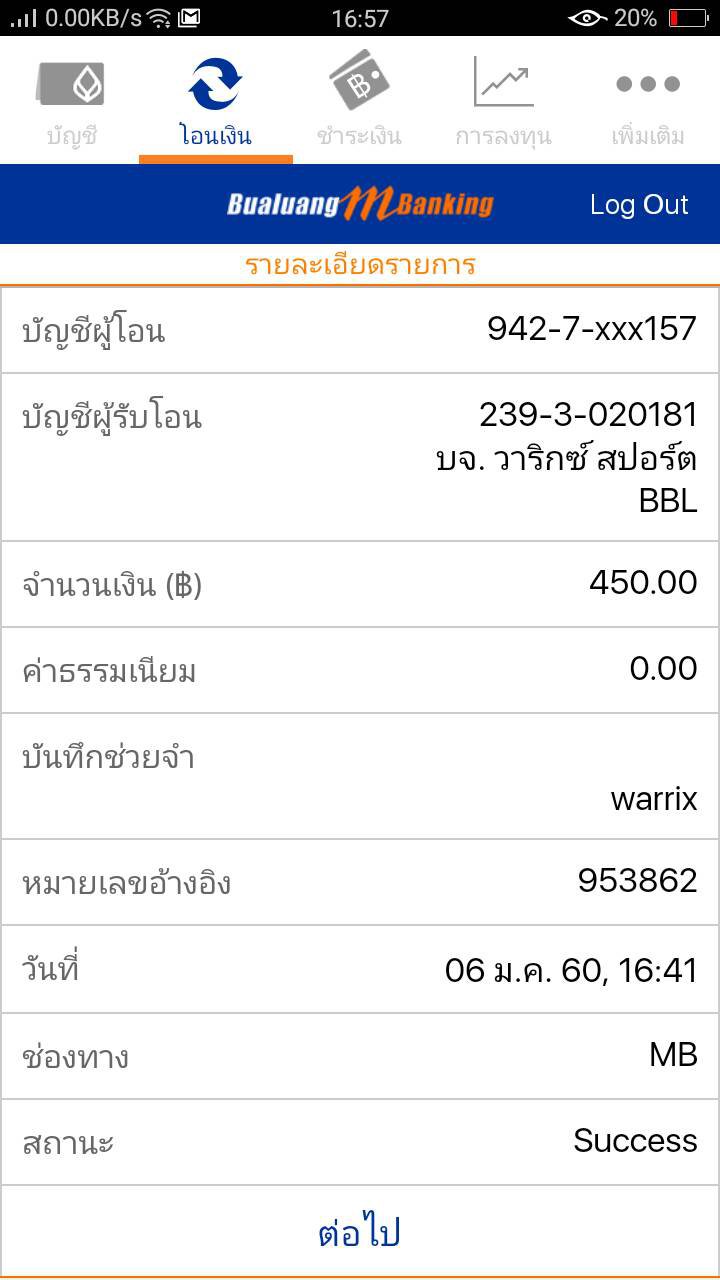 0.00KB/s 16:57 20%
บัญชี โอนเงิน ชำระเงิน การลงทุน เพิ่มเติม
Bualuang mBanking Log Out
รายละเอียดรายการ
บัญชีผู้โอน 942-7-xxx157
บัญชีผู้รับโอน 239-3-020181
บจ. วาริกซ์ สปอร์ต
BBL
จำนวนเงิน (฿) 450.00
ค่าธรรมเนียม 0.00
บันทึกช่วยจำ
warrix
หมายเลขอ้างอิง 953862
วันที่ 06 ม.ค. 60, 16:41
ช่องทาง MB
สถานะ Success
ต่อไป